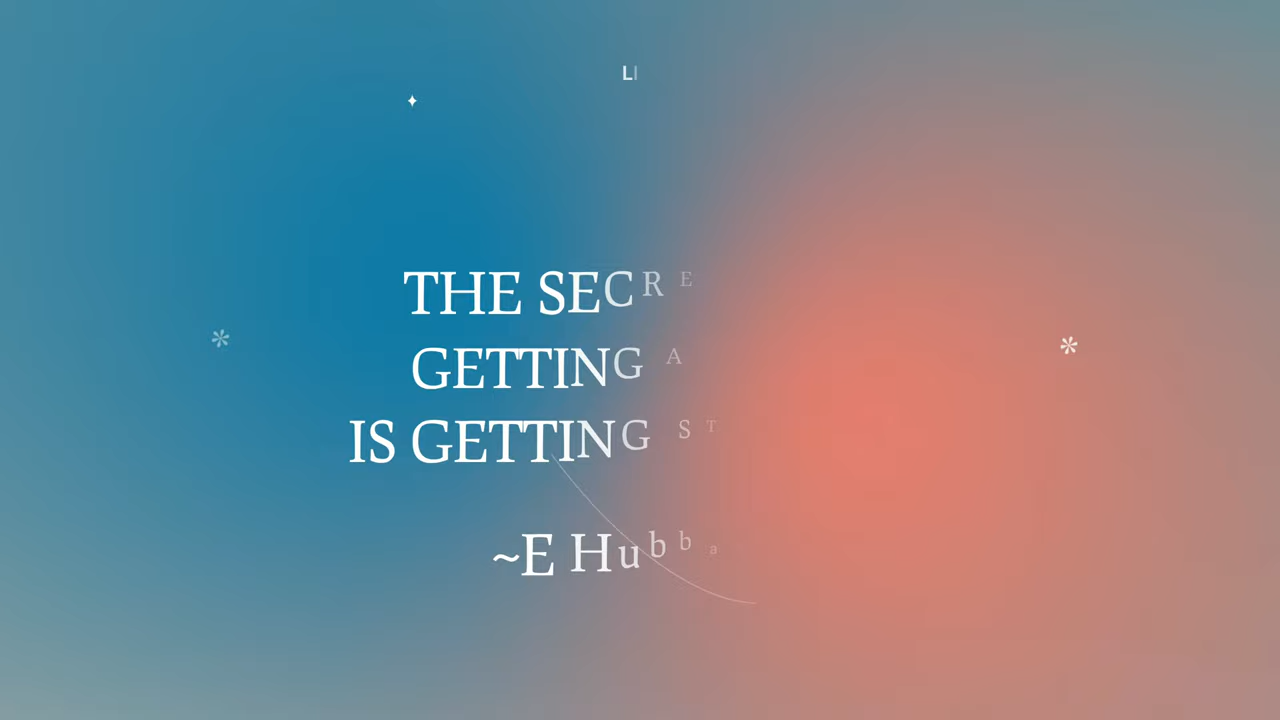 LI
THE SECRE
GETTING A
IS GETTING ST
~E Hubba